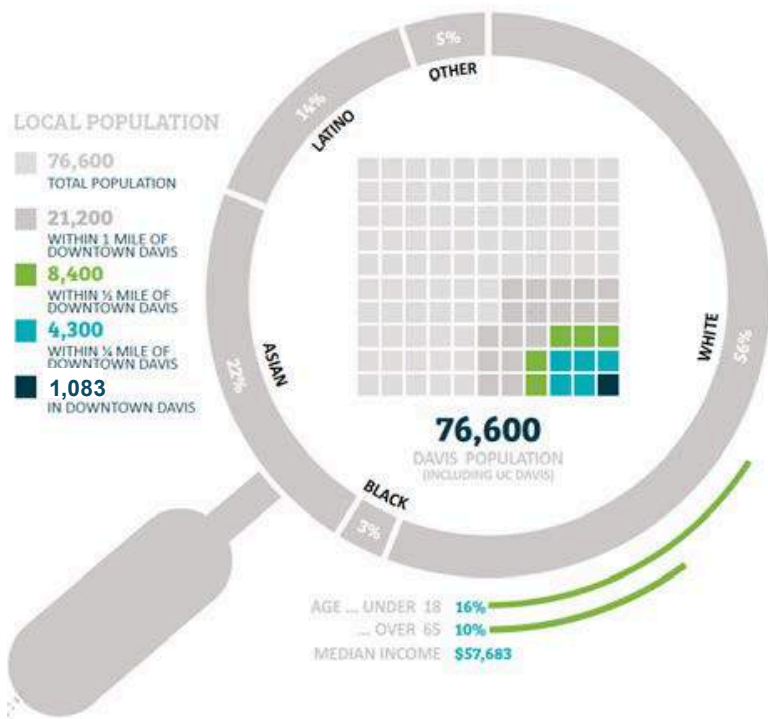 5%
OTHER
14%
LATINO
LOCAL POPULATION
76,600
TOTAL POPULATION
21,200
WITHIN 1 MILE OF
DOWNTOWN DAVIS
8,400
WITHIN ½ MILE OF
DOWNTOWN DAVIS
4,300
WITHIN ¼ MILE OF
DOWNTOWN DAVIS
1,083
IN DOWNTOWN DAVIS
WHITE
56%
ASIAN
22%
76,600
DAVIS POPULATION
(INCLUDING UC DAVIS)
BLACK
3%
AGE ... UNDER 18 16%
... OVER 65 10%
MEDIAN INCOME $57,683